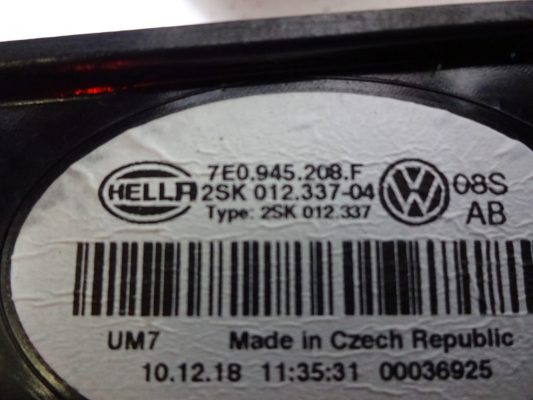 7E0.945.208.F
HELLA 2SK 012.337-04 VW 08S
Type: 2SK 012.337 AB
UM7 Made in Czech Republic
10.12.18 11:35:31 00036925